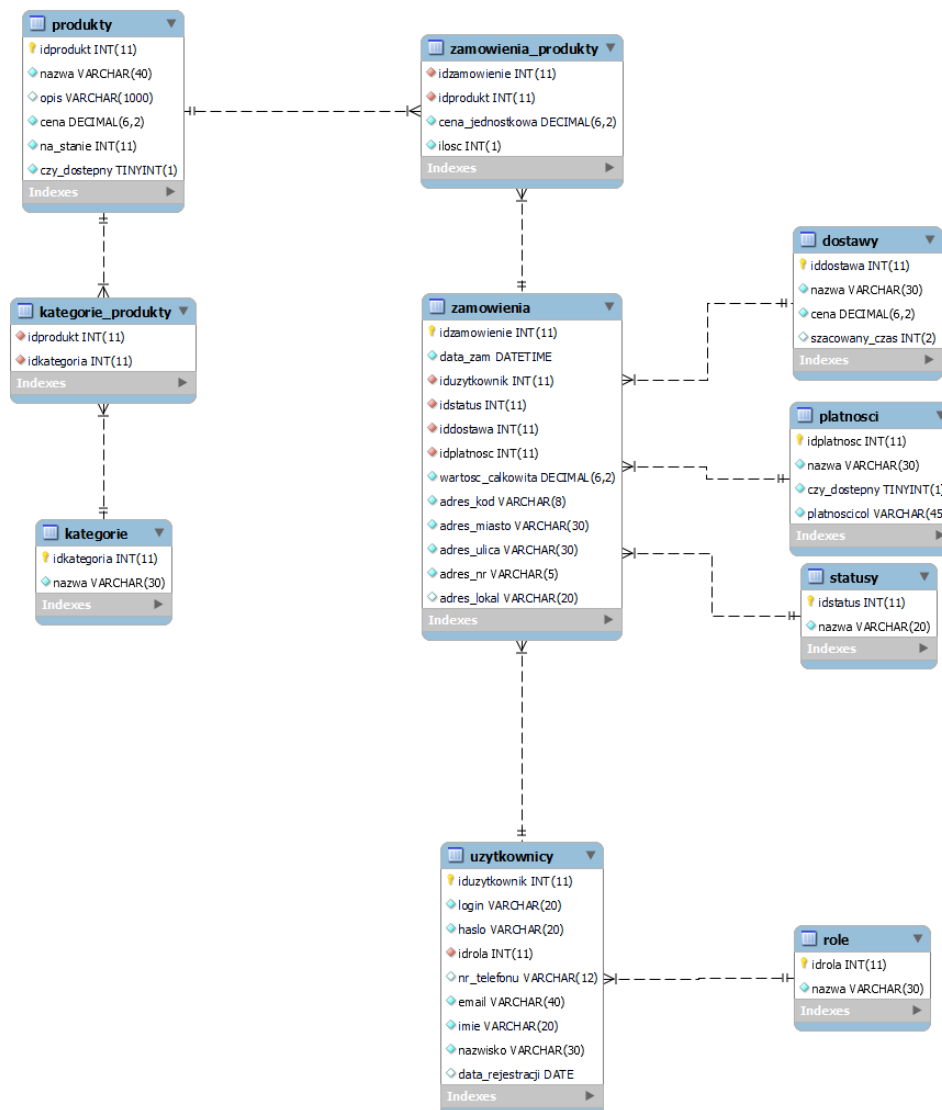 produkty
idprodukt INT(11)
nazwa VARCHAR(40)
opis VARCHAR(1000)
cena DECIMAL(6,2)
na_stanie INT(11)
czy_dostepny TINYINT(1)
Indexes
zamowienia_produkty
idzamowienie INT(11)
idprodukt INT(11)
cena_jednostkowa DECIMAL(6,2)
ilosc INT(1)
Indexes
kategorie_produkty
idprodukt INT(11)
idkategoria INT(11)
Indexes
kategorie
idkategoria INT(11)
nazwa VARCHAR(30)
Indexes
zamowienia
idzamowienie INT(11)
data_zam DATETIME
iduzytkownik INT(11)
idstatus INT(11)
iddostawa INT(11)
idplatnosc INT(11)
wartosc_calkowita DECIMAL(6,2)
adres_kod VARCHAR(8)
adres_miasto VARCHAR(30)
adres_ulica VARCHAR(30)
adres_nr VARCHAR(5)
adres_lokal VARCHAR(20)
Indexes
dostawy
iddostawa INT(11)
nazwa VARCHAR(30)
cena DECIMAL(6,2)
szacowany_czas INT(2)
Indexes
platnosci
idplatnosc INT(11)
nazwa VARCHAR(30)
czy_dostepny TINYINT(1)
platnoscicol VARCHAR(45
Indexes
statusy
idstatus INT(11)
nazwa VARCHAR(20)
Indexes
uzytkownicy
iduzytkownik INT(11)
login VARCHAR(20)
haslo VARCHAR(20)
idrola INT(11)
nr_telefonu VARCHAR(12)
email VARCHAR(40)
imie VARCHAR(20)
nazwisko VARCHAR(30)
data_rejestracji DATE
Indexes
role
idrola INT(11)
nazwa VARCHAR(30)
Indexes